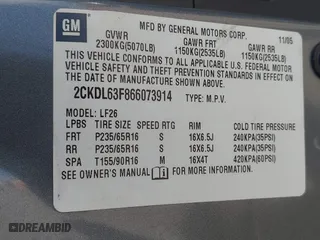 GM
MFD BY GENERAL MOTORS CORP. 11/05
GVWR GAWR FRT GAWR RR
2300KG(5070LB) 1150KG(2535LB) 1150KG(2535LB)
THIS VEHICLE CONFORMS TO ALL APPLICABLE U.S. FEDERAL MOTOR
VEHICLE SAFETY AND THEFT PREVENTION STANDARDS IN EFFECT ON
THE DATE OF MANUFACTURE SHOWN ABOVE.
2CKDL63F866073914 TYPE: M.P.V.
MODEL: LF26
LPBS TIRE SIZE SPEED RTG RIM COLD TIRE PRESSURE
FRT P235/65R16 S 16X6.5J 240KPA(35PSI)
RR P235/65R16 S 16X6.5J 240KPA(35PSI)
SPA T155/90R16 M 16X4T 420KPA(60PSI)
SEE OWNER'S MANUAL FOR MORE INFORMATION.
DREAMBID